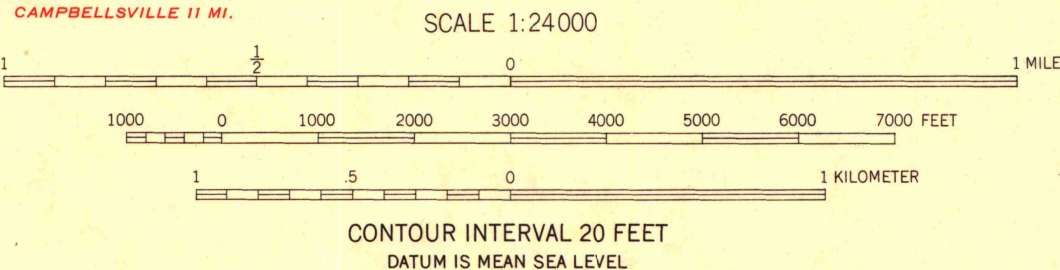 CAMPBELLSVILLE 11 MI.
SCALE 1:24000
1 1/2 0 1 MILE
1000 0 1000 2000 3000 4000 5000 6000 7000 FEET
1 .5 0 1 KILOMETER
CONTOUR INTERVAL 20 FEET
DATUM IS MEAN SEA LEVEL